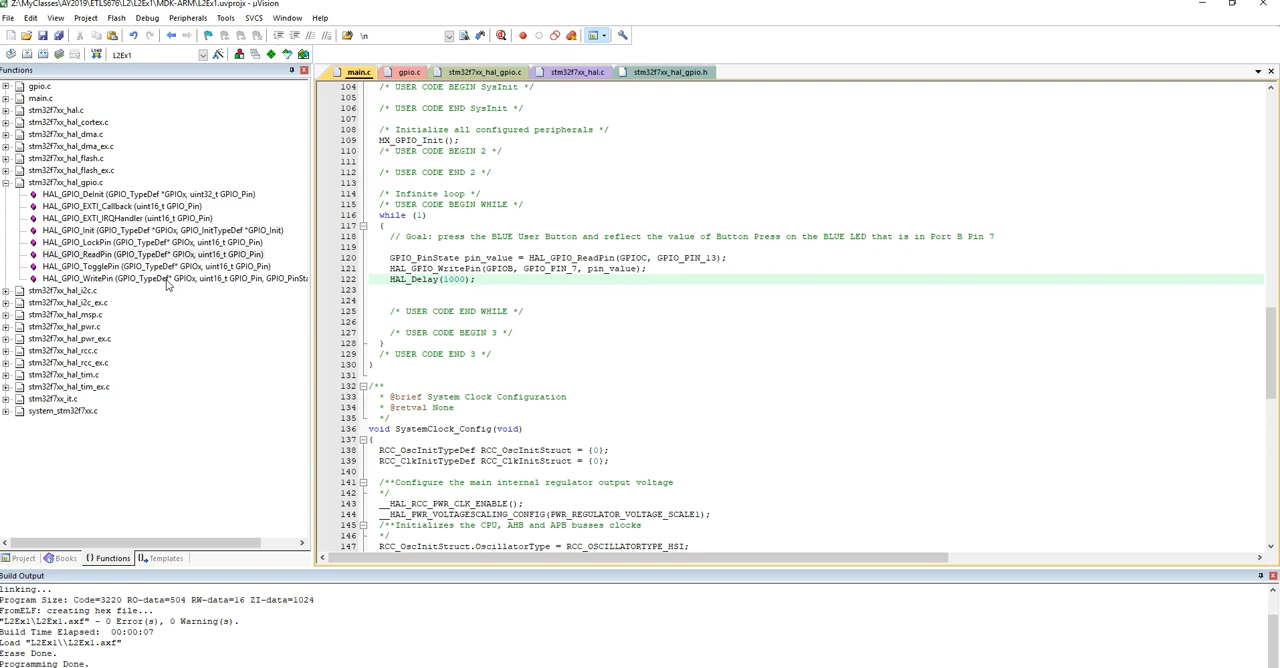 Z:\MyClasses\AY2019\ETLS676\L2\L2Ex1\MDK-ARM\L2Ex1.uvprojx - µVision
File Edit View Project Flash Debug Peripherals Tools SVCS Window Help
\n
LOAD L2Ex1
Functions
gpio.c
main.c
stm32f7xx_hal.c
stm32f7xx_hal_cortex.c
stm32f7xx_hal_dma.c
stm32f7xx_hal_dma_ex.c
stm32f7xx_hal_flash.c
stm32f7xx_hal_flash_ex.c
stm32f7xx_hal_gpio.c
HAL_GPIO_DeInit (GPIO_TypeDef *GPIOx, uint32_t GPIO_Pin)
HAL_GPIO_EXTI_Callback (uint16_t GPIO_Pin)
HAL_GPIO_EXTI_IRQHandler (uint16_t GPIO_Pin)
HAL_GPIO_Init (GPIO_TypeDef *GPIOx, GPIO_InitTypeDef *GPIO_Init)
HAL_GPIO_LockPin (GPIO_TypeDef* GPIOx, uint16_t GPIO_Pin)
HAL_GPIO_ReadPin (GPIO_TypeDef* GPIOx, uint16_t GPIO_Pin)
HAL_GPIO_TogglePin (GPIO_TypeDef* GPIOx, uint16_t GPIO_Pin)
HAL_GPIO_WritePin (GPIO_TypeDef* GPIOx, uint16_t GPIO_Pin, GPIO_PinSta
stm32f7xx_hal_i2c.c
stm32f7xx_hal_i2c_ex.c
stm32f7xx_hal_msp.c
stm32f7xx_hal_pwr.c
stm32f7xx_hal_pwr_ex.c
stm32f7xx_hal_rcc.c
stm32f7xx_hal_rcc_ex.c
stm32f7xx_hal_tim.c
stm32f7xx_hal_tim_ex.c
stm32f7xx_it.c
system_stm32f7xx.c
Project Books {} Functions Templates
main.c gpio.c stm32f7xx_hal_gpio.c stm32f7xx_hal.c stm32f7xx_hal_gpio.h
104 /* USER CODE BEGIN SysInit */
105
106 /* USER CODE END SysInit */
107
108 /* Initialize all configured peripherals */
109 MX_GPIO_Init();
110 /* USER CODE BEGIN 2 */
111
112 /* USER CODE END 2 */
113
114 /* Infinite loop */
115 /* USER CODE BEGIN WHILE */
116 while (1)
117 {
118 // Goal: press the BLUE User Button and reflect the value of Button Press on the BLUE LED that is in Port B Pin 7
119
120 GPIO_PinState pin_value = HAL_GPIO_ReadPin(GPIOC, GPIO_PIN_13);
121 HAL_GPIO_WritePin(GPIOB, GPIO_PIN_7, pin_value);
122 HAL_Delay(1000);
123
124
125 /* USER CODE END WHILE */
126
127 /* USER CODE BEGIN 3 */
128 }
129 /* USER CODE END 3 */
130 }
131
132 /**
133 * @brief System Clock Configuration
134 * @retval None
135 */
136 void SystemClock_Config(void)
137 {
138 RCC_OscInitTypeDef RCC_OscInitStruct = {0};
139 RCC_ClkInitTypeDef RCC_ClkInitStruct = {0};
140
141 /**Configure the main internal regulator output voltage
142 */
143 __HAL_RCC_PWR_CLK_ENABLE();
144 __HAL_PWR_VOLTAGESCALING_CONFIG(PWR_REGULATOR_VOLTAGE_SCALE1);
145 /**Initializes the CPU, AHB and APB busses clocks
146 */
147 RCC_OscInitStruct.OscillatorType = RCC_OSCILLATORTYPE_HSI;
Build Output
linking...
Program Size: Code=3220 RO-data=504 RW-data=16 ZI-data=1024
FromELF: creating hex file...
"L2Ex1\L2Ex1.axf" - 0 Error(s), 0 Warning(s).
Build Time Elapsed: 00:00:07
Load "L2Ex1\\L2Ex1.axf"
Erase Done.
Programming Done.